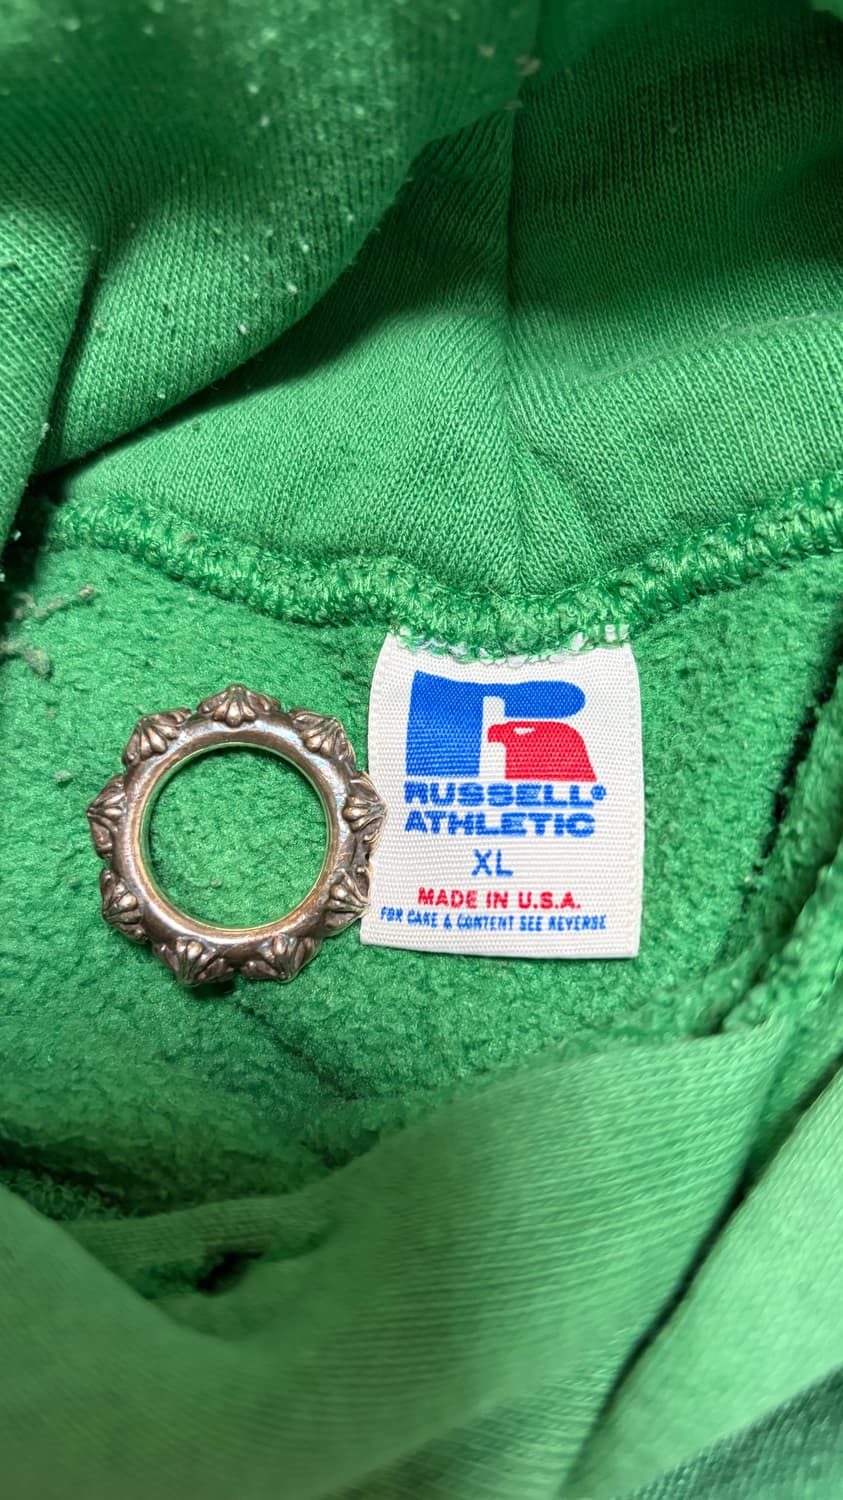 RUSSELL®
ATHLETIC
XL
MADE IN U.S.A.
FOR CARE & CONTENT SEE REVERSE